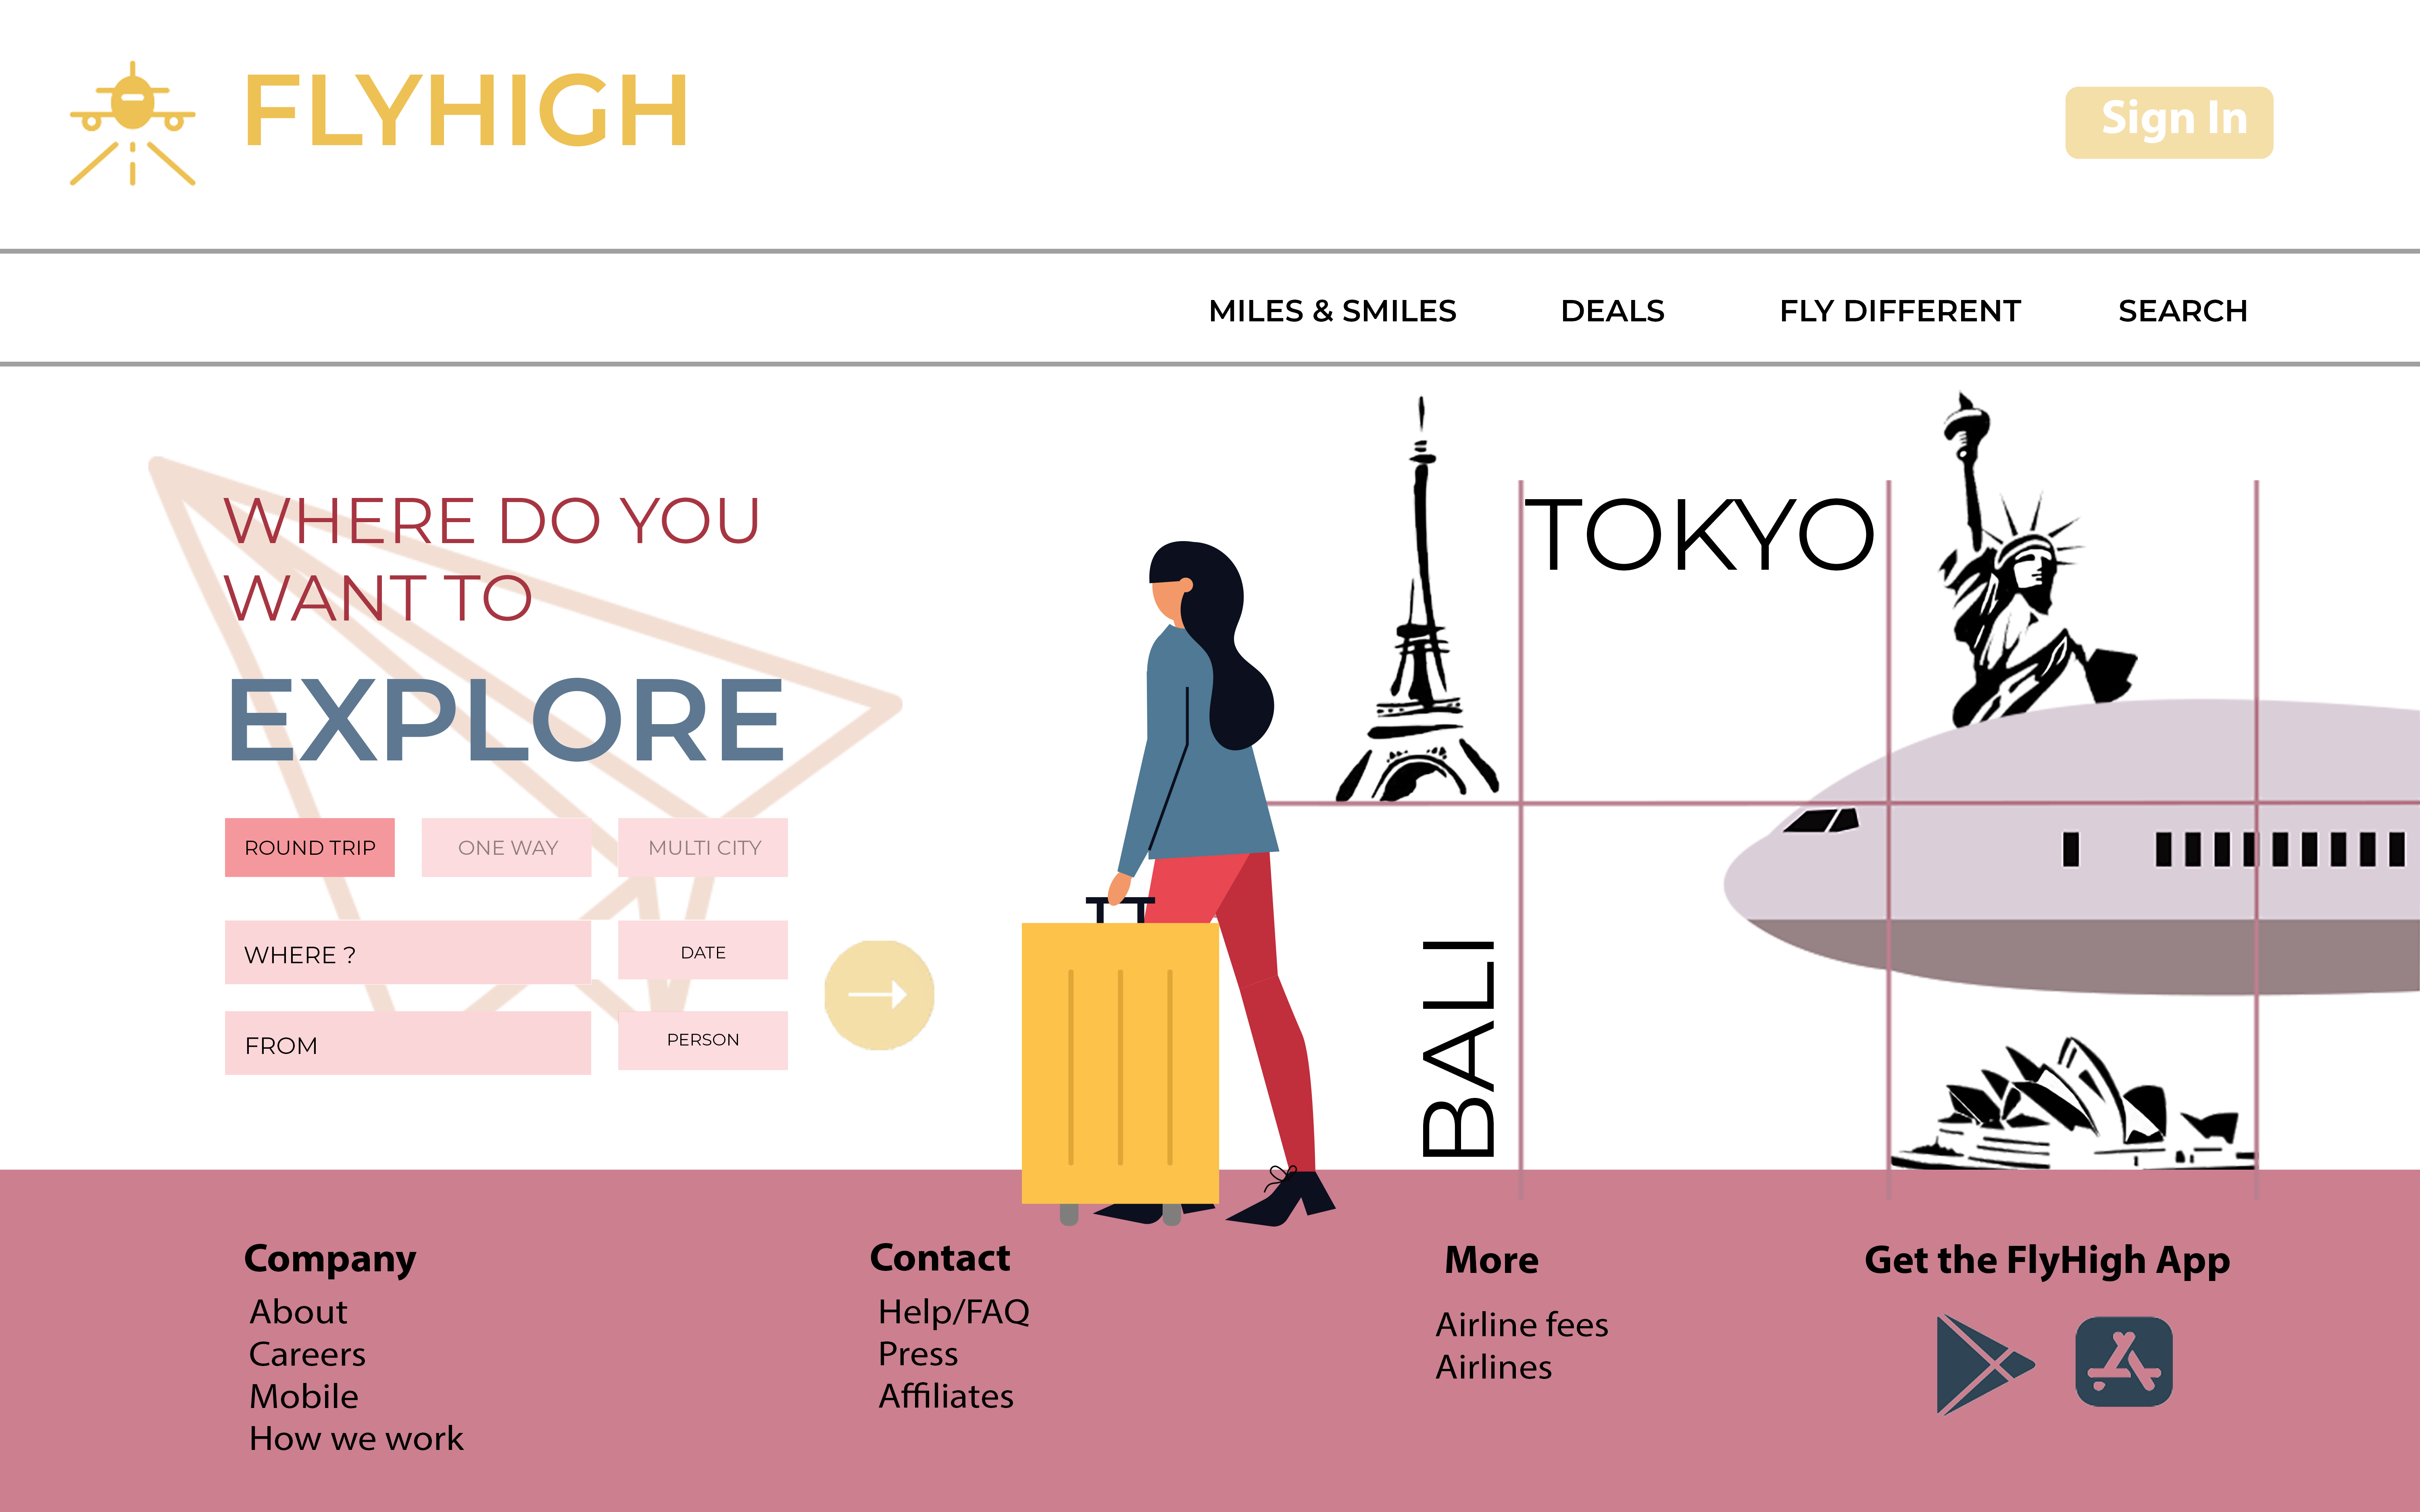 FLYHIGH
Sign In
MILES & SMILES
DEALS
FLY DIFFERENT
SEARCH
WHERE DO YOU
WANT TO
EXPLORE
ROUND TRIP
ONE WAY
MULTI CITY
WHERE ?
DATE
FROM
PERSON
TOKYO
BALI
Company
About
Careers
Mobile
How we work
Contact
Help/FAQ
Press
Affiliates
More
Airline fees
Airlines
Get the FlyHigh App